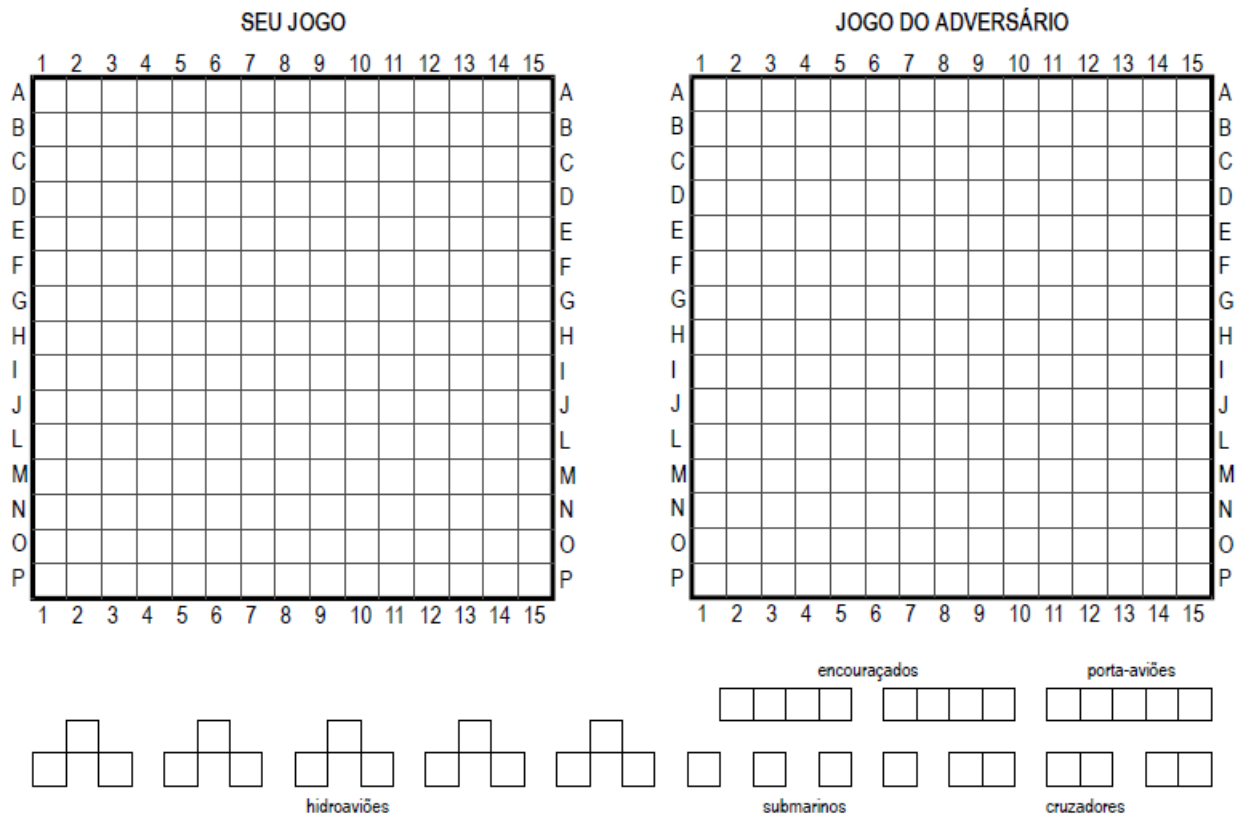 SEU JOGO JOGO DO ADVERSÁRIO
1 2 3 4 5 6 7 8 9 10 11 12 13 14 15 1 2 3 4 5 6 7 8 9 10 11 12 13 14 15
A A A A
B B B B
C C C C
D D D D
E E E E
F F F F
G G G G
H H H H
I I I I
J J J J
L L L L
M M M M
N N N N
O O O O
P P P P
1 2 3 4 5 6 7 8 9 10 11 12 13 14 15 1 2 3 4 5 6 7 8 9 10 11 12 13 14 15
encouraçados porta-aviões
hidroaviões submarinos cruzadores